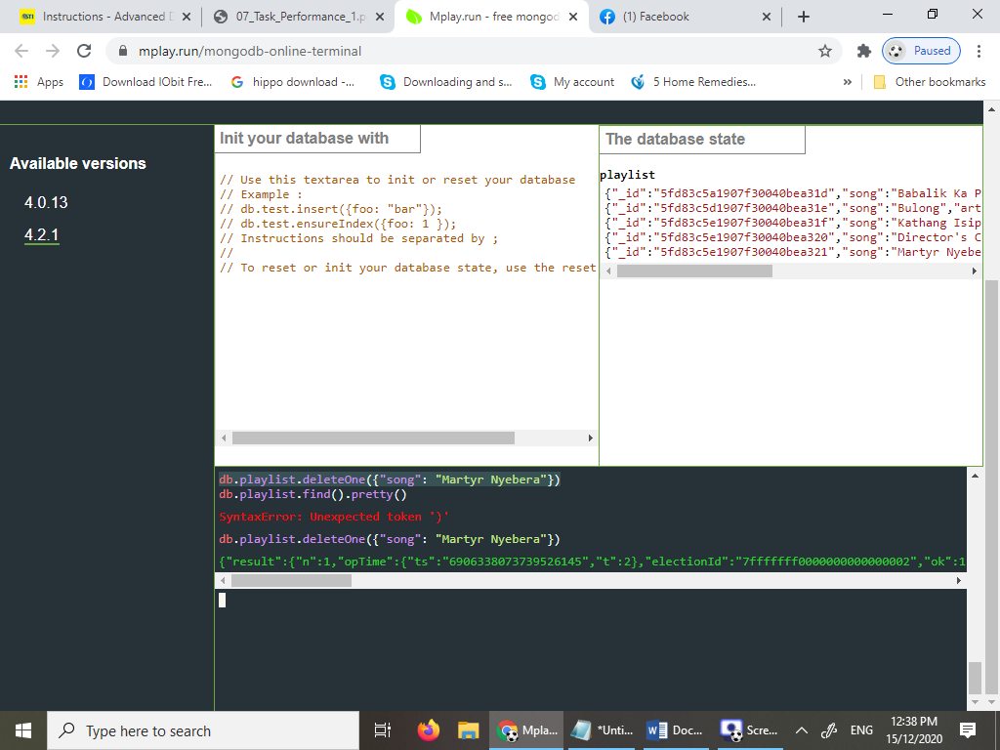 Instructions - Advanced D
07_Task_Performance_1.p
Mplay.run - free mongod
(1) Facebook
mplay.run/mongodb-online-terminal
Paused
Apps
Download IObit Fre...
hippo download -...
Downloading and s...
My account
5 Home Remedies...
»
Other bookmarks
Available versions
4.0.13
4.2.1
Init your database with
// Use this textarea to init or reset your database
// Example :
// db.test.insert({foo: "bar"});
// db.test.ensureIndex({foo: 1 });
// Instructions should be separated by ;
//
// To reset or init your database state, use the reset
The database state
playlist
{"_id":"5fd83c5a1907f30040bea31d","song":"Babalik Ka P
{"_id":"5fd83c5e1907f30040bea31e","song":"Bulong","art
{"_id":"5fd83c5e1907f30040bea31f","song":"Kathang Isip
{"_id":"5fd83c5e1907f30040bea320","song":"Director's C
{"_id":"5fd83c5e1907f30040bea321","song":"Martyr Nyebe
db.playlist.deleteOne({"song": "Martyr Nyebera"})
db.playlist.find().pretty()
SyntaxError: Unexpected token ')'
db.playlist.deleteOne({"song": "Martyr Nyebera"})
{"result":{"n":1,"opTime":{"ts":"6906338073739526145","t":2},"electionId":"7fffffff0000000000000002","ok":1
Type here to search
Mpla...
*Unti...
Doc...
Scre...
ENG
12:38 PM
15/12/2020